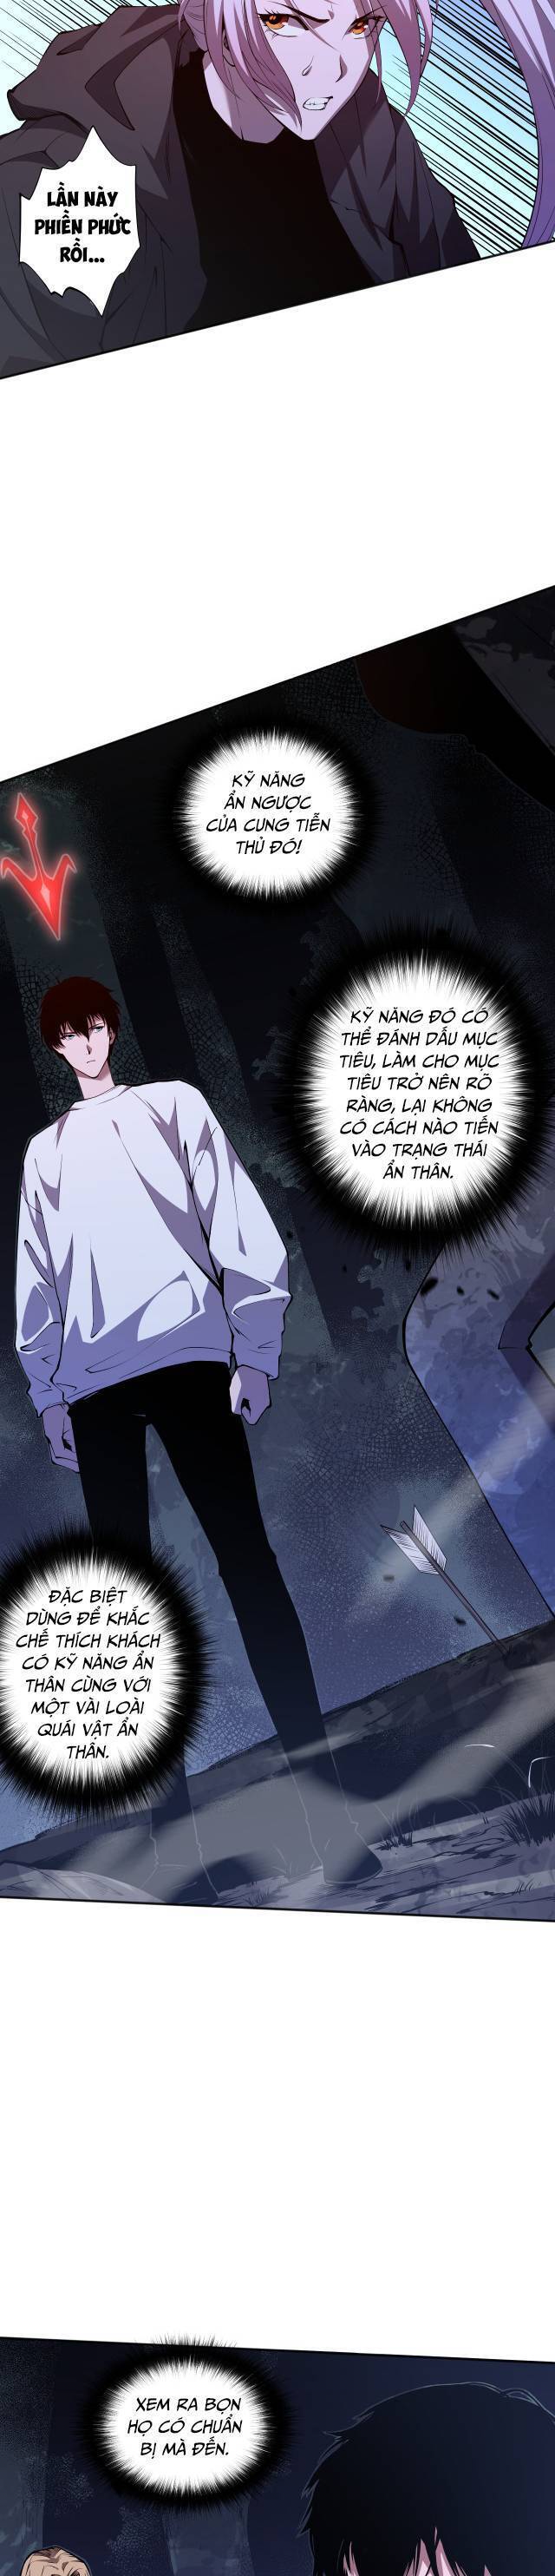 LẦN NÀY
PHIỀN PHỨC
RỒI...
KỸ NĂNG
ẨN NGƯỢC
CỦA CUNG TIỄN
THỦ ĐÓ!
KỸ NĂNG ĐÓ CÓ
THỂ ĐÁNH DẤU MỤC
TIÊU, LÀM CHO MỤC
TIÊU TRỞ NÊN RÕ
RÀNG, LẠI KHÔNG
CÓ CÁCH NÀO TIẾN
VÀO TRẠNG THÁI
ẨN THÂN.
ĐẶC BIỆT
DÙNG ĐỂ KHẮC
CHẾ THÍCH KHÁCH
CÓ KỸ NĂNG ẨN
THÂN CÙNG VỚI
MỘT VÀI LOÀI
QUÁI VẬT ẨN
THÂN.
XEM RA BỌN
HỌ CÓ CHUẨN
BỊ MÀ ĐẾN.